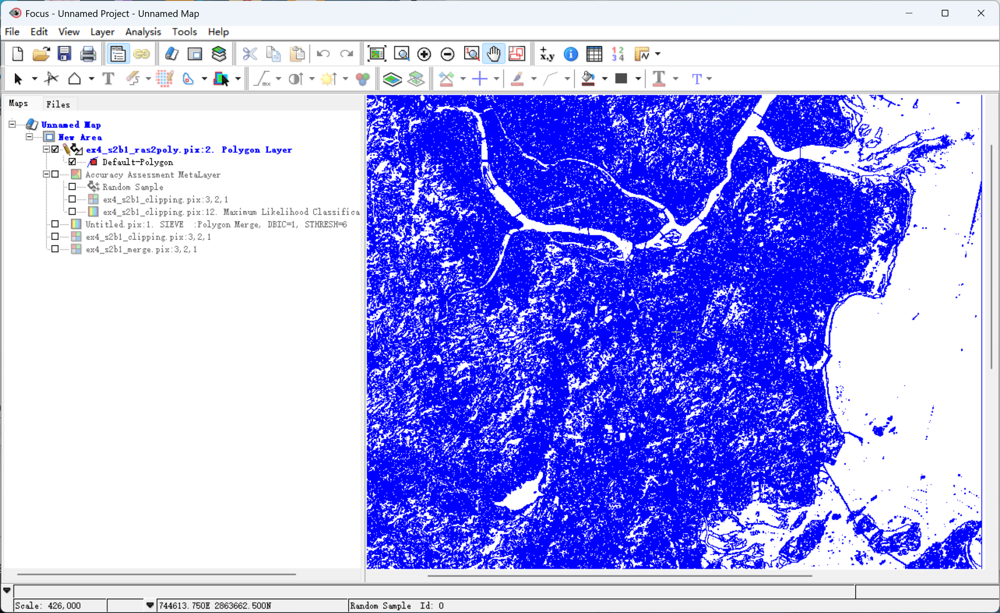 Focus - Unnamed Project - Unnamed Map
File Edit View Layer Analysis Tools Help
Maps Files
Unnamed Map
New Area
ex4_s2b1_ras2poly.pix:2. Polygon Layer
Default-Polygon
Accuracy Assessment MetaLayer
Random Sample
ex4_s2b1_clipping.pix:3,2,1
ex4_s2b1_clipping.pix:12. Maximum Likelihood Classifica
Untitled.pix:1. SIEVE  :Polygon Merge, DBIC=1, STHRESH=6
ex4_s2b1_clipping.pix:3,2,1
ex4_s2b1_merge.pix:3,2,1
Scale: 426,000 744613.750E 2863662.500N Random Sample Id: 0